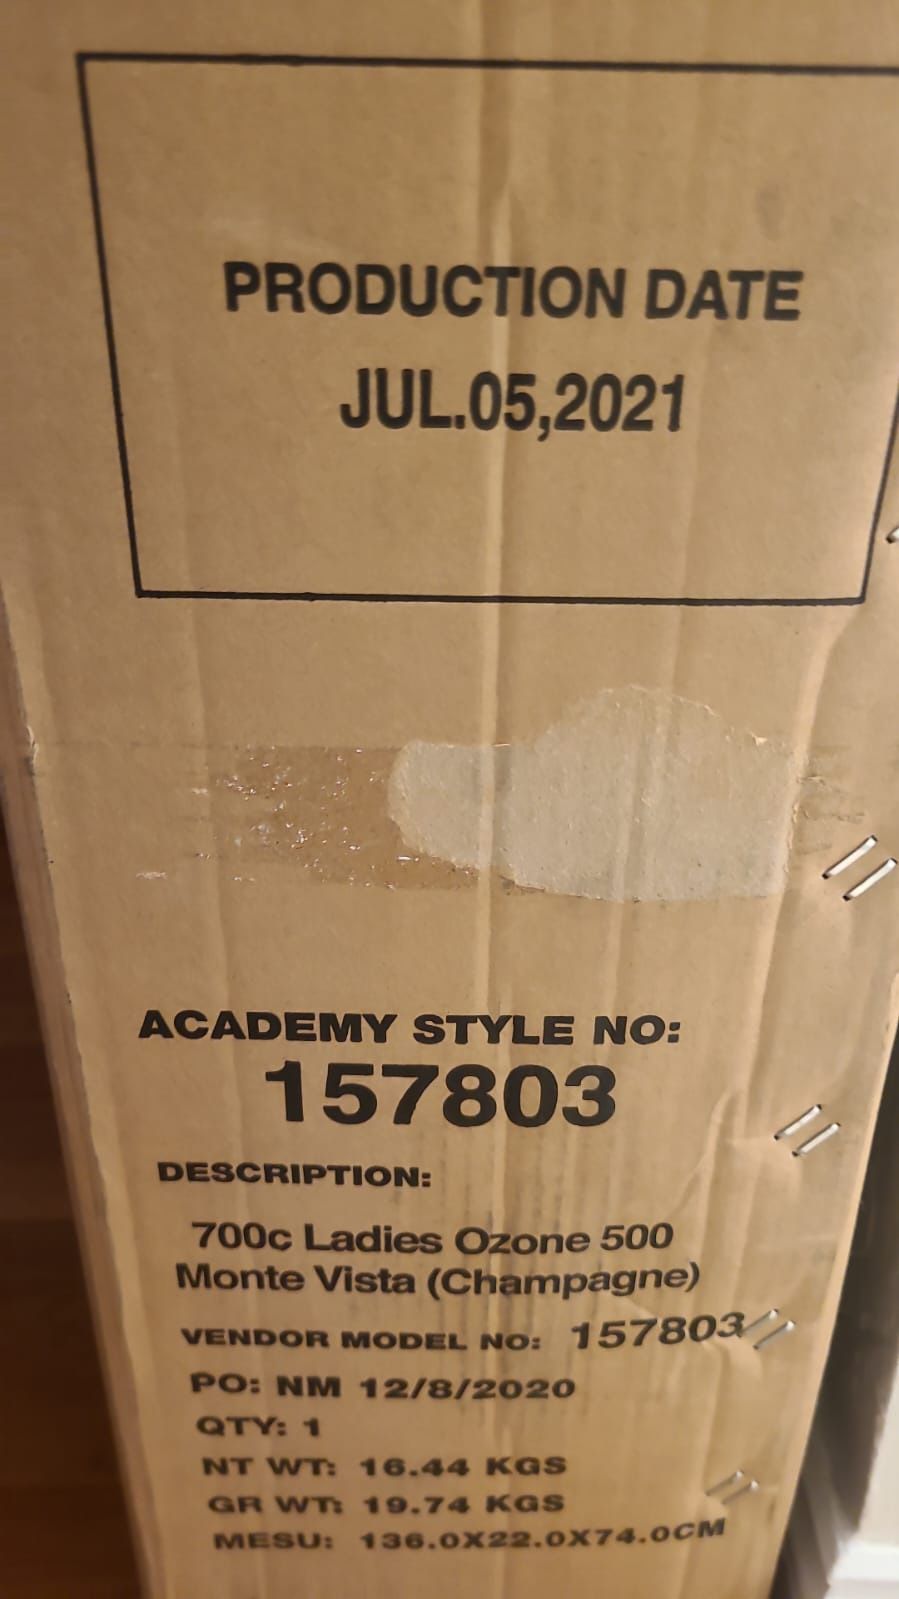 PRODUCTION DATE
JUL.05,2021
ACADEMY STYLE NO:
157803
DESCRIPTION:
700c Ladies Ozone 500
Monte Vista (Champagne)
VENDOR MODEL NO: 157803
PO: NM 12/8/2020
QTY: 1
NT WT: 16.44 KGS
GR WT: 19.74 KGS
MESU: 136.0X22.0X74.0CM